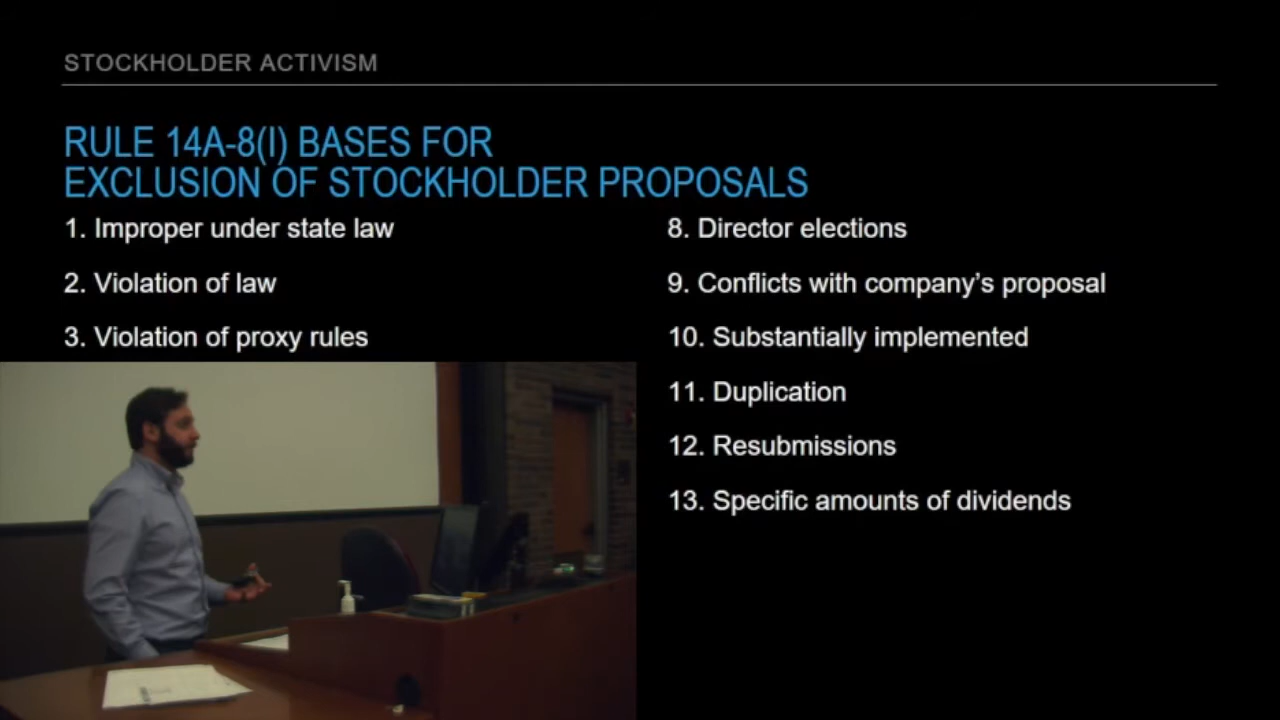 STOCKHOLDER ACTIVISM
RULE 14A-8(I) BASES FOR
EXCLUSION OF STOCKHOLDER PROPOSALS
1. Improper under state law
2. Violation of law
3. Violation of proxy rules
8. Director elections
9. Conflicts with company's proposal
10. Substantially implemented
11. Duplication
12. Resubmissions
13. Specific amounts of dividends